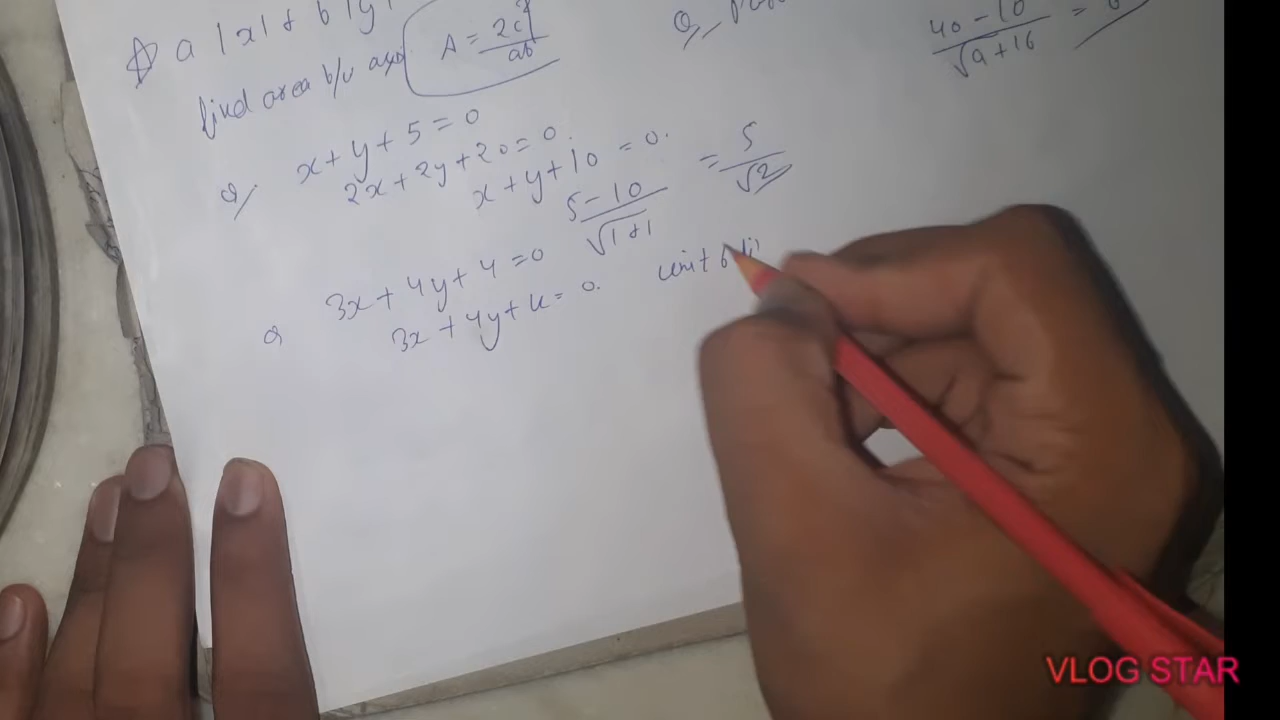 a |x| + b |y|
find area b/w
A = 2c²/ab
Q,
40 - 10 / √9+16 =
Q/ x + y + 5 = 0
2x + 2y + 20 = 0.
x + y + 10 = 0.
5 - 10 / √1+1 = 5/√2
Q 3x + 4y + 4 = 0
3x + 4y + k = 0.
unit
VLOG STAR